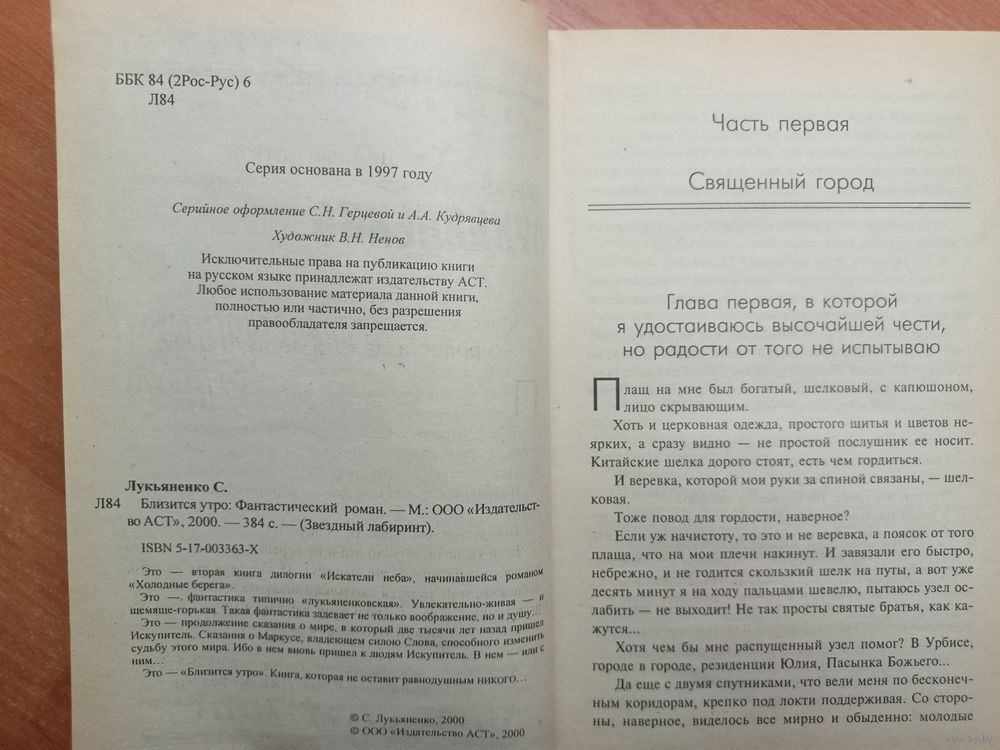 ББК 84 (2Рос-Рус) 6
Л84
Серия основана в 1997 году
Серийное оформление С.Н. Герцевой и А.А. Кудрявцева
Художник В.Н. Ненов
Исключительные права на публикацию книги
на русском языке принадлежат издательству АСТ.
Любое использование материала данной книги,
полностью или частично, без разрешения
правообладателя запрещается.
Лукьяненко С.
Л84 Близится утро: Фантастический роман. — М.: ООО «Издательст-
во АСТ», 2000. — 384 с. — (Звездный лабиринт).
ISBN 5-17-003363-X
Это — вторая книга дилогии «Искатели неба», начинавшейся романом
«Холодные берега».
Это — фантастика типично «лукьяненковская». Увлекательно-живая — и
щемяще-горькая. Такая фантастика задевает не только воображение, но и душу...
Это — продолжение сказания о мире, в который две тысячи лет назад пришел
Искупитель. Сказания о Маркусе, владеющем силою Слова, способного изменить
судьбу этого мира. Ибо в нем вновь пришел к людям Искупитель. В нем — или с
ним...
Это — «Близится утро». Книга, которая не оставит равнодушным никого...
© С. Лукьяненко, 2000
© ООО «Издательство АСТ», 2000
Часть первая
Священный город
Глава первая, в которой
я удостаиваюсь высочайшей чести,
но радости от того не испытываю
Плащ на мне был богатый, шелковый, с капюшоном,
лицо скрывающим.
Хоть и церковная одежда, простого шитья и цветов не-
ярких, а сразу видно — не простой послушник ее носит.
Китайские шелка дорого стоят, есть чем гордиться.
И веревка, которой мои руки за спиной связаны, — шел-
ковая.
Тоже повод для гордости, наверное?
Если уж начистоту, то это и не веревка, а поясок от того
плаща, что на мои плечи накинут. И завязали его быстро,
небрежно, и не годится скользкий шелк на путы, а вот уже
десять минут я на ходу пальцами шевелю, пытаюсь узел ос-
лабить — не выходит! Не так просты святые братья, как ка-
жутся...
Хотя чем бы мне распущенный узел помог? В Урбисе,
городе в городе, резиденции Юлия, Пасынка Божьего...
Да еще с двумя спутниками, что вели меня по бесконеч-
ным коридорам, крепко под локти поддерживая. Со сторо-
ны, наверное, виделось все мирно и обыденно: молодые
www.ay.by